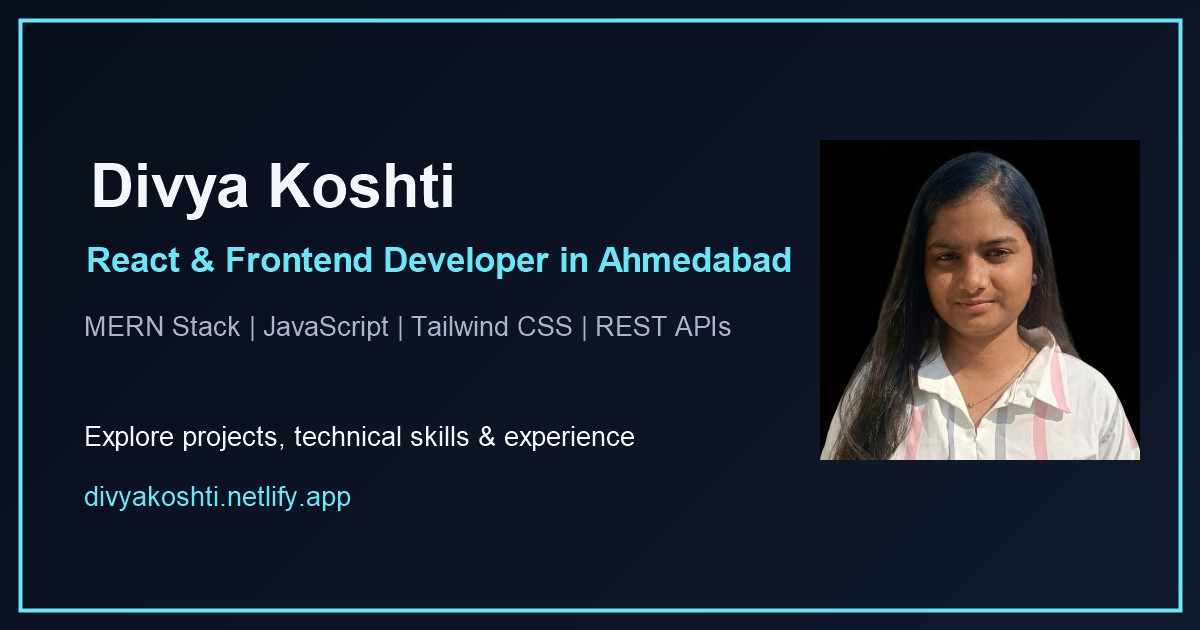 Divya Koshti
React & Frontend Developer in Ahmedabad
MERN Stack | JavaScript | Tailwind CSS | REST APIs
Explore projects, technical skills & experience
divyakoshti.netlify.app